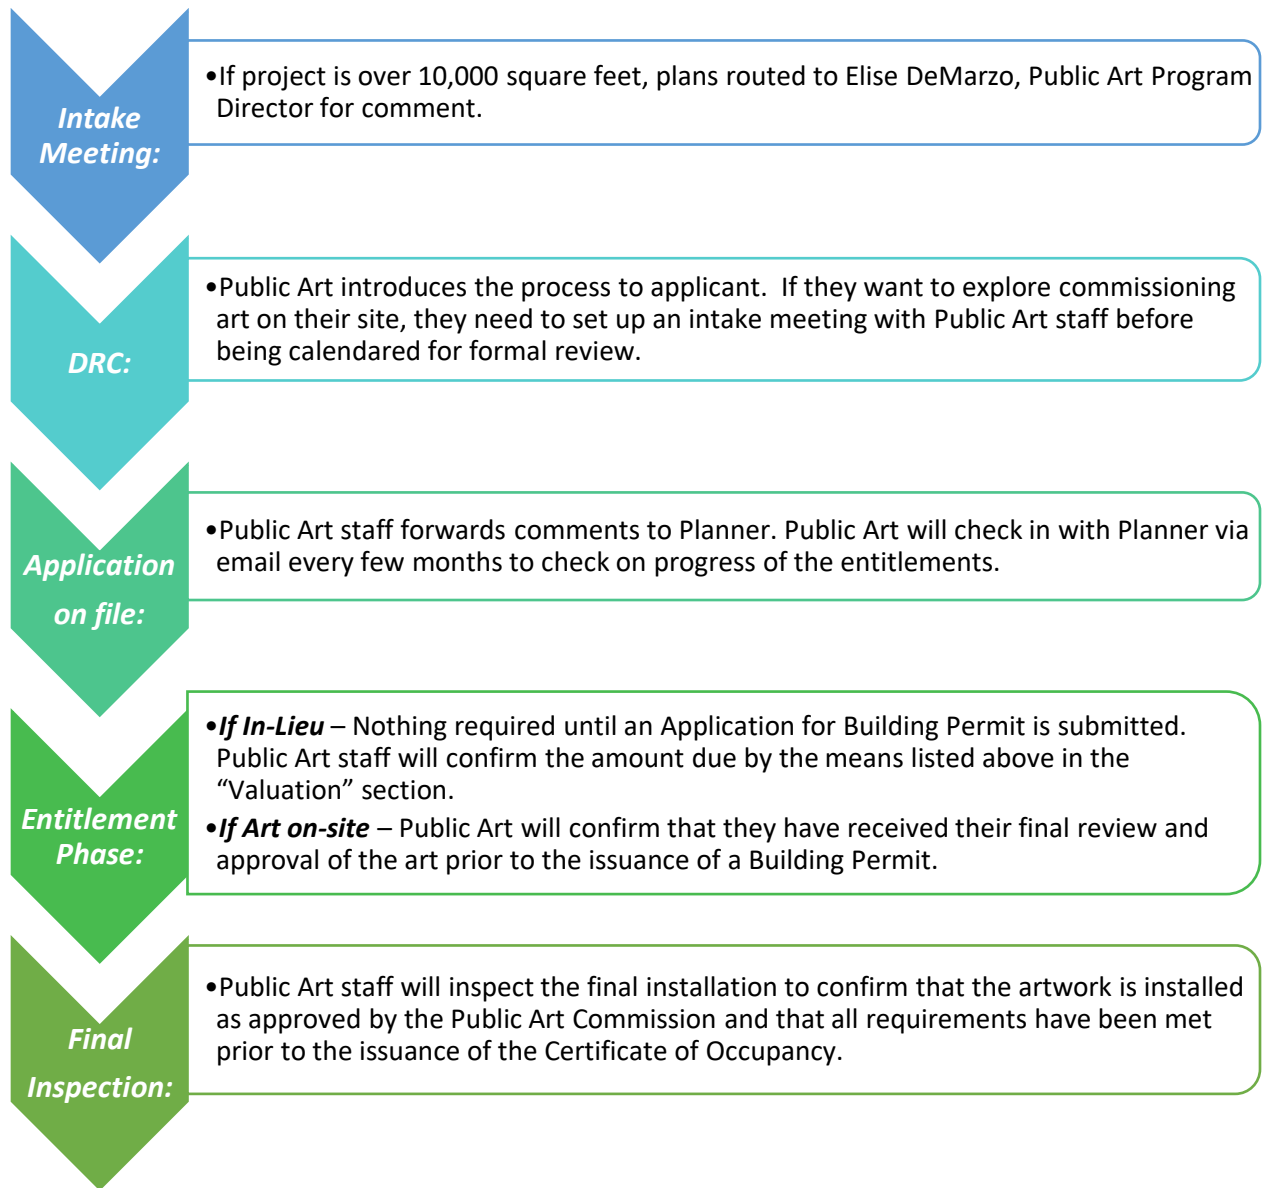 Intake
Meeting:
•If project is over 10,000 square feet, plans routed to Elise DeMarzo, Public Art Program
Director for comment.
DRC:
•Public Art introduces the process to applicant.  If they want to explore commissioning
art on their site, they need to set up an intake meeting with Public Art staff before
being calendared for formal review.
Application
on file:
•Public Art staff forwards comments to Planner. Public Art will check in with Planner via
email every few months to check on progress of the entitlements.
Entitlement
Phase:
•If In-Lieu – Nothing required until an Application for Building Permit is submitted.
Public Art staff will confirm the amount due by the means listed above in the
“Valuation” section.
•If Art on-site – Public Art will confirm that they have received their final review and
approval of the art prior to the issuance of a Building Permit.
Final
Inspection:
•Public Art staff will inspect the final installation to confirm that the artwork is installed
as approved by the Public Art Commission and that all requirements have been met
prior to the issuance of the Certificate of Occupancy.